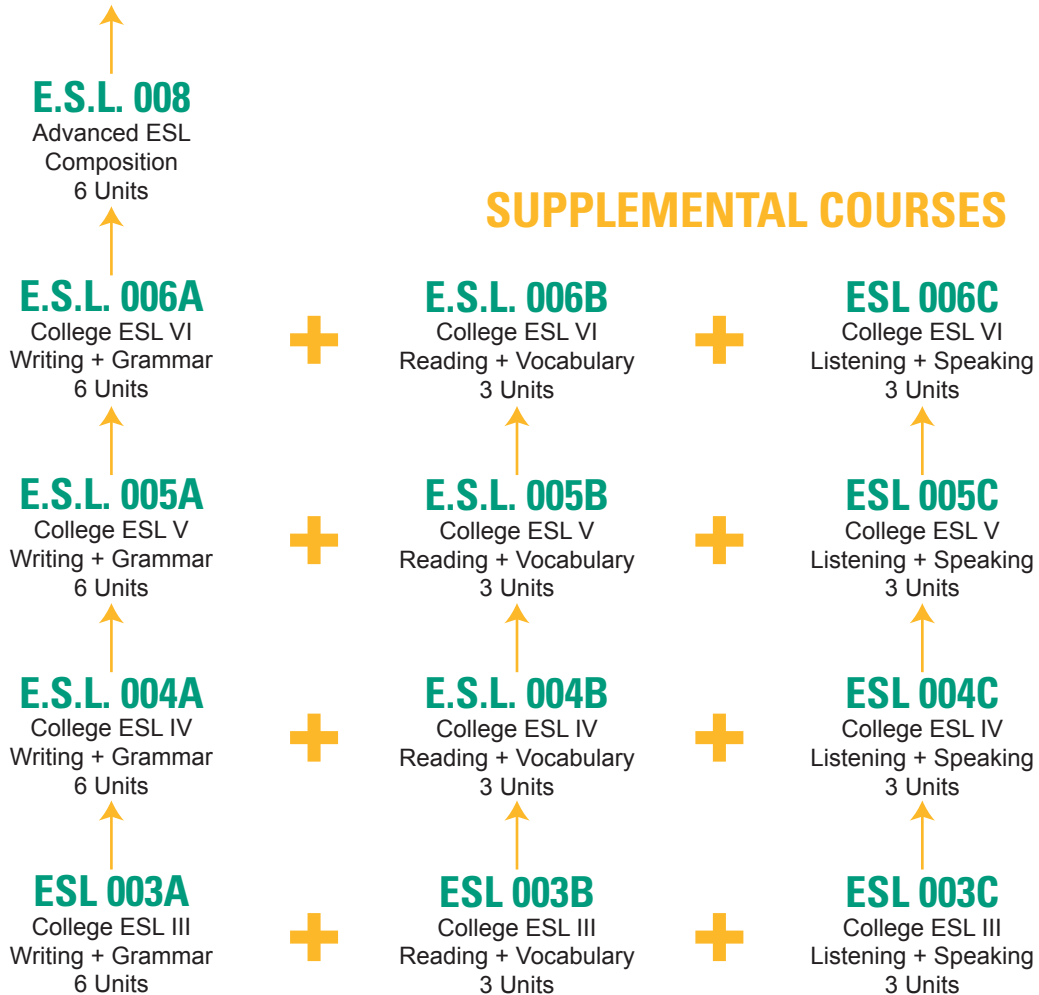 E.S.L. 008
Advanced ESL
Composition
6 Units
SUPPLEMENTAL COURSES
E.S.L. 006A
College ESL VI
Writing + Grammar
6 Units
E.S.L. 006B
College ESL VI
Reading + Vocabulary
3 Units
ESL 006C
College ESL VI
Listening + Speaking
3 Units
E.S.L. 005A
College ESL V
Writing + Grammar
6 Units
E.S.L. 005B
College ESL V
Reading + Vocabulary
3 Units
ESL 005C
College ESL V
Listening + Speaking
3 Units
E.S.L. 004A
College ESL IV
Writing + Grammar
6 Units
E.S.L. 004B
College ESL IV
Reading + Vocabulary
3 Units
ESL 004C
College ESL IV
Listening + Speaking
3 Units
ESL 003A
College ESL III
Writing + Grammar
6 Units
ESL 003B
College ESL III
Reading + Vocabulary
3 Units
ESL 003C
College ESL III
Listening + Speaking
3 Units